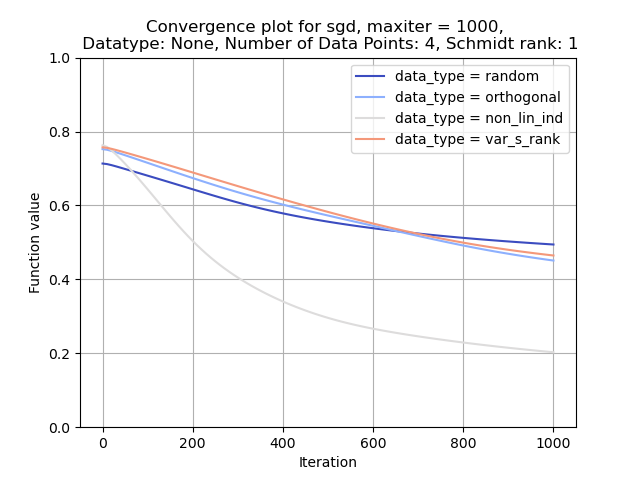 Convergence plot for sgd, maxiter = 1000,
Datatype: None, Number of Data Points: 4, Schmidt rank: 1
1.0
data_type = random
data_type = orthogonal
data_type = non_lin_ind
data_type = var_s_rank
0.8
0.6
0.4
0.2
0.0
Function value
0 200 400 600 800 1000
Iteration